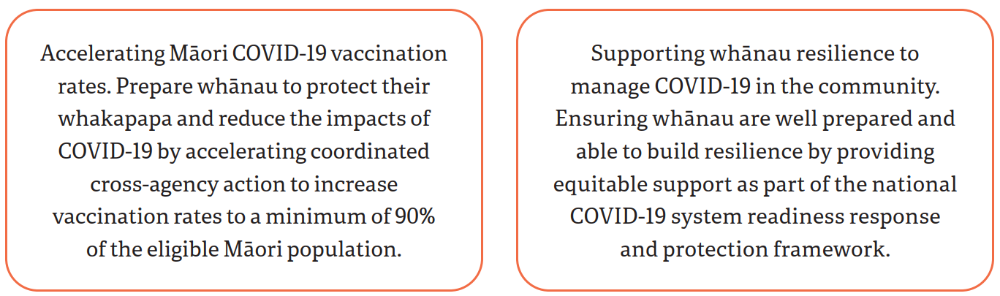 Accelerating Māori COVID-19 vaccination
rates. Prepare whānau to protect their
whakapapa and reduce the impacts of
COVID-19 by accelerating coordinated
cross-agency action to increase
vaccination rates to a minimum of 90%
of the eligible Māori population.
Supporting whānau resilience to
manage COVID-19 in the community.
Ensuring whānau are well prepared and
able to build resilience by providing
equitable support as part of the national
COVID-19 system readiness response
and protection framework.